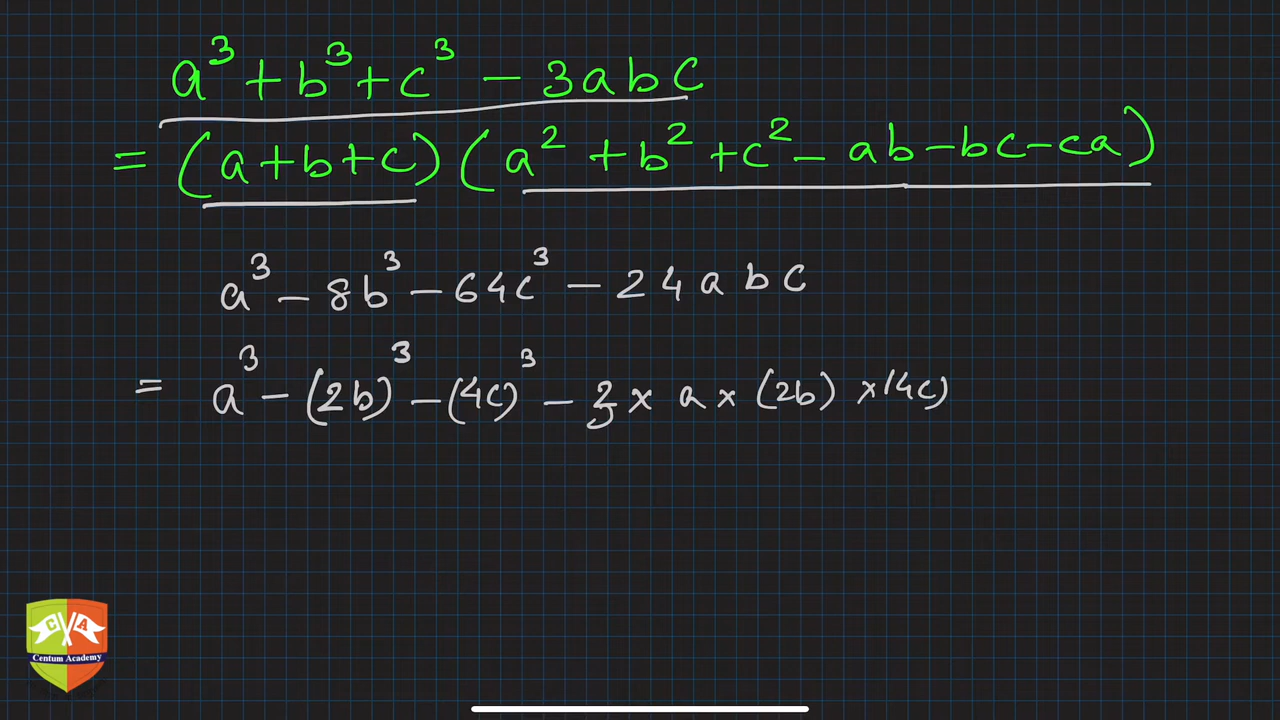 a³ + b³ + c³ - 3abc
= (a+b+c) (a² + b² + c² - ab - bc - ca)
a³ - 8b³ - 64c³ - 24abc
= a³ - (2b)³ - (4c)³ - 3 × a × (2b) × (4c)
C A
Centum Academy